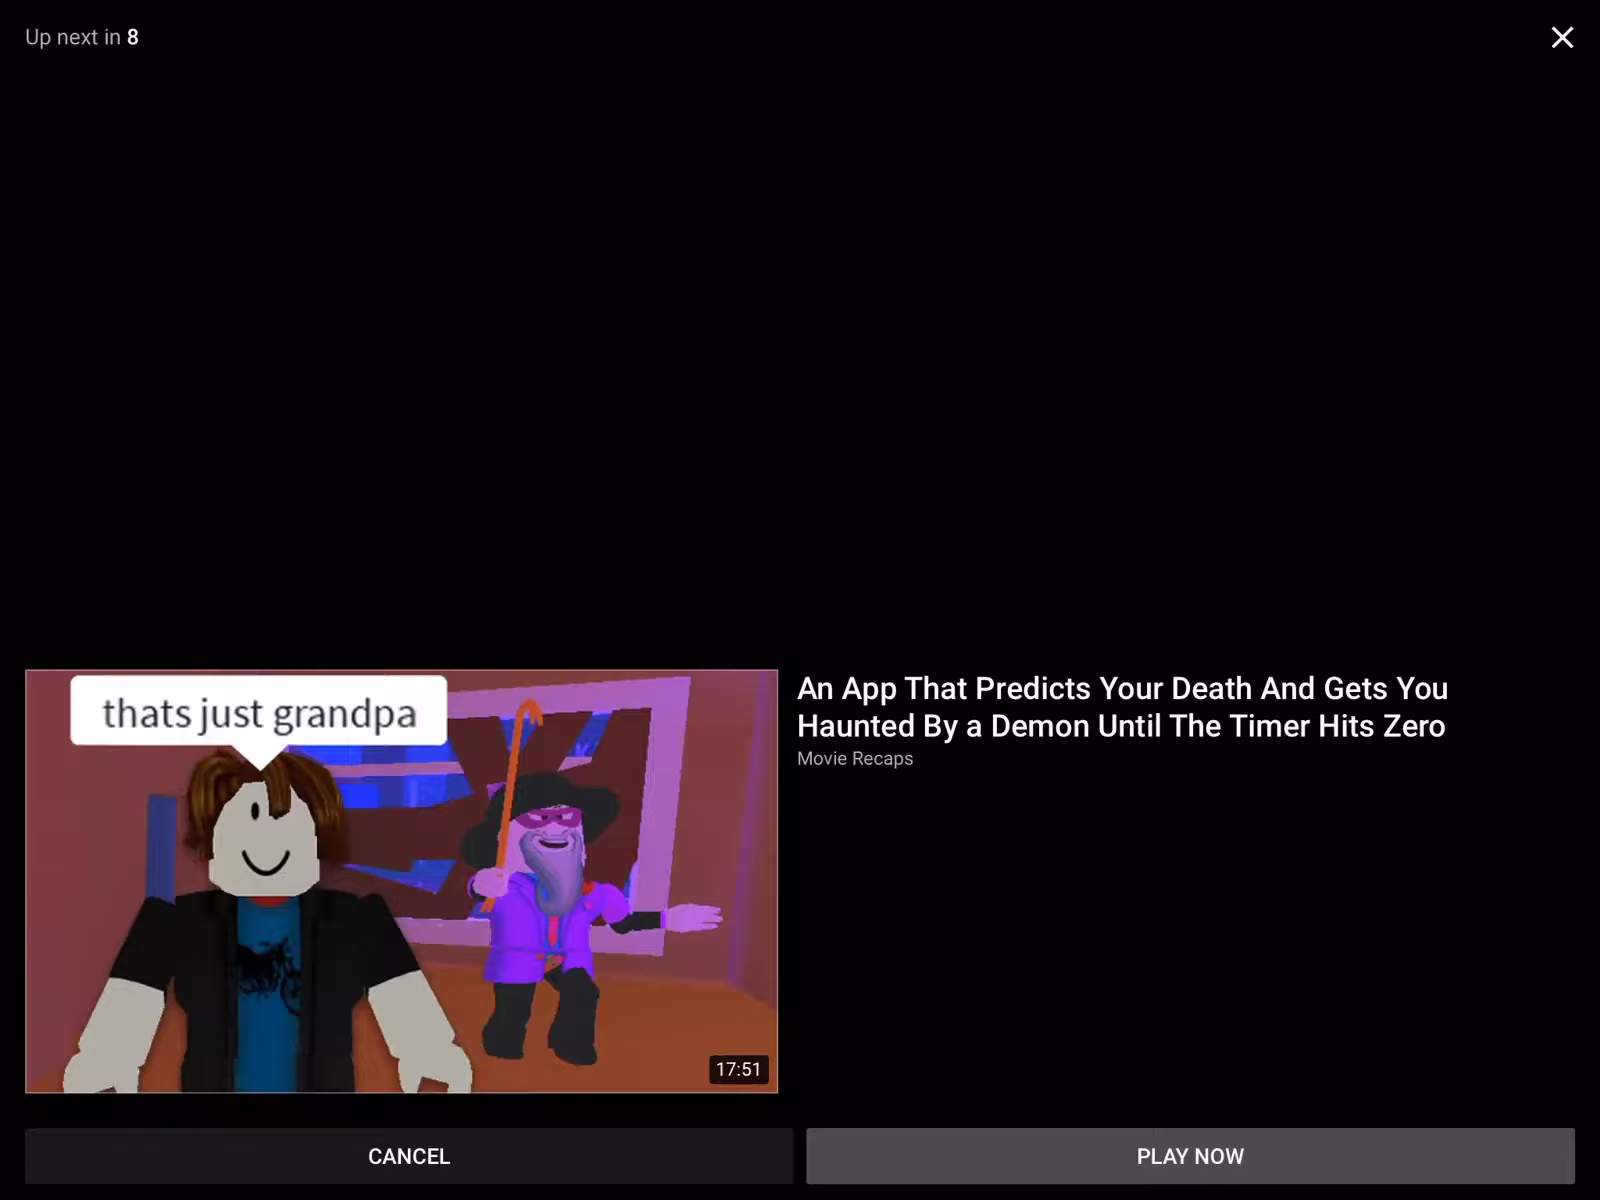 Up next in 8
thats just grandpa
An App That Predicts Your Death And Gets You
Haunted By a Demon Until The Timer Hits Zero
Movie Recaps
17:51
CANCEL
PLAY NOW